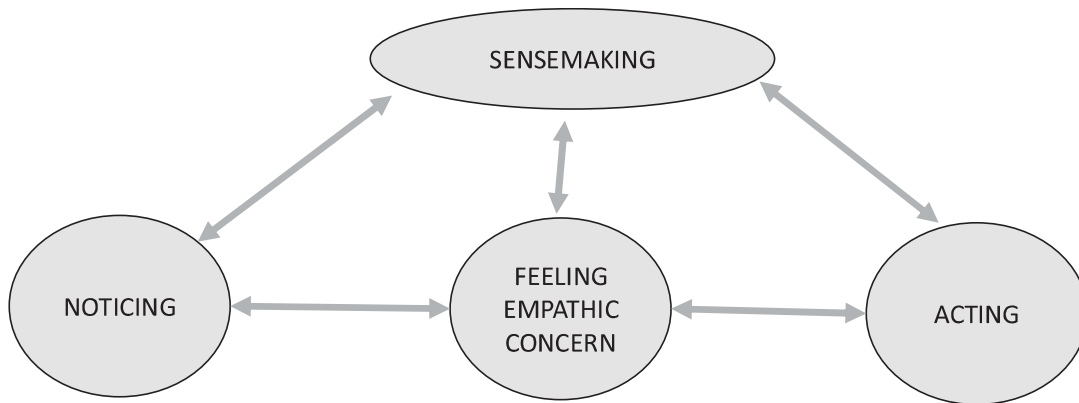 SENSEMAKING
NOTICING
FEELING
EMPATHIC
CONCERN
ACTING